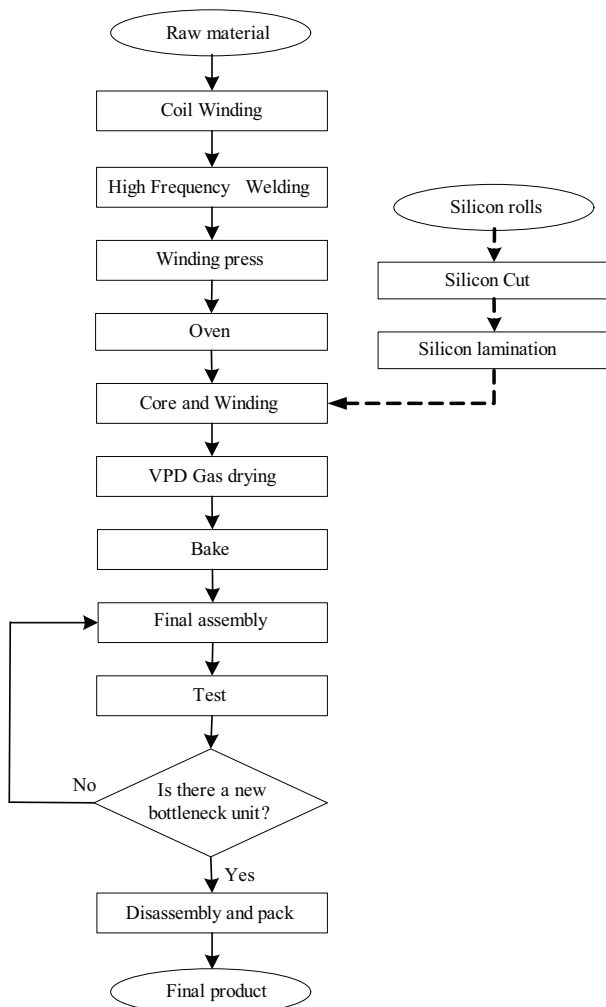 Raw material
Coil Winding
High Frequency Welding
Winding press
Oven
Core and Winding
VPD Gas drying
Bake
Final assembly
Test
Is there a new
bottleneck unit?
No
Yes
Disassembly and pack
Final product
Silicon rolls
Silicon Cut
Silicon lamination